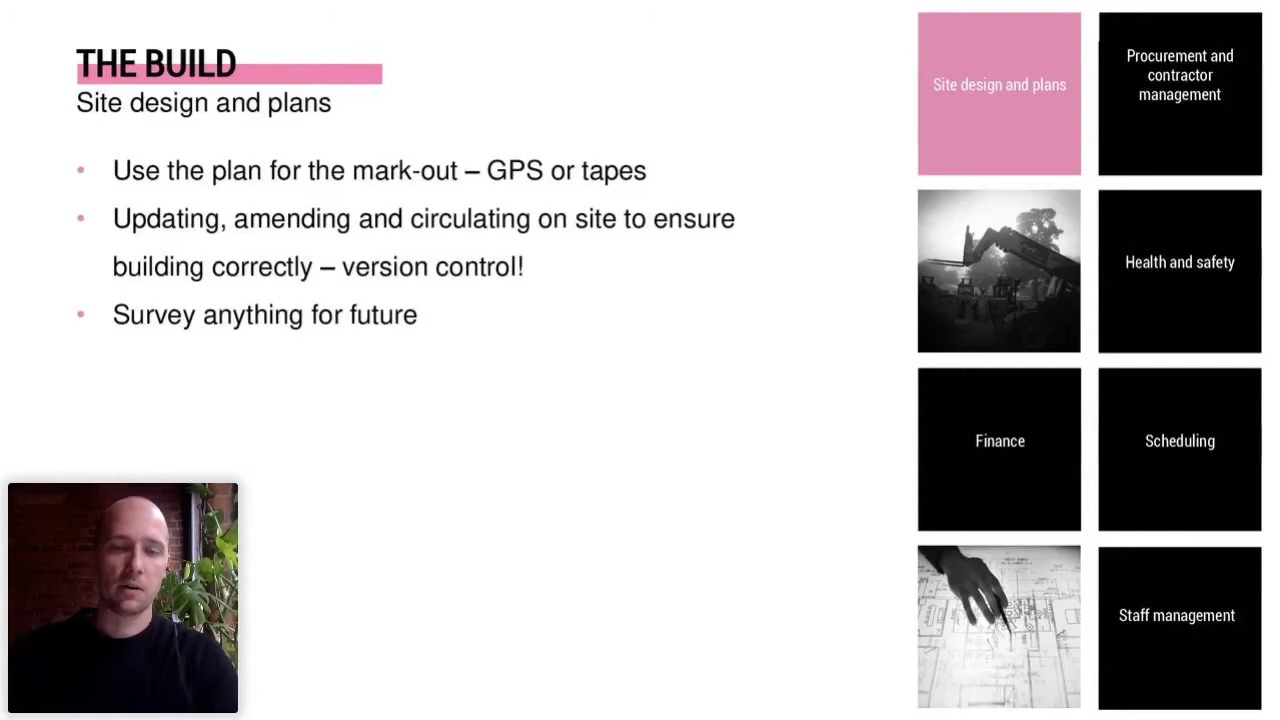 THE BUILD
Site design and plans
• Use the plan for the mark-out – GPS or tapes
• Updating, amending and circulating on site to ensure
building correctly – version control!
• Survey anything for future
Site design and plans
Procurement and
contractor
management
Health and safety
Finance
Scheduling
Staff management